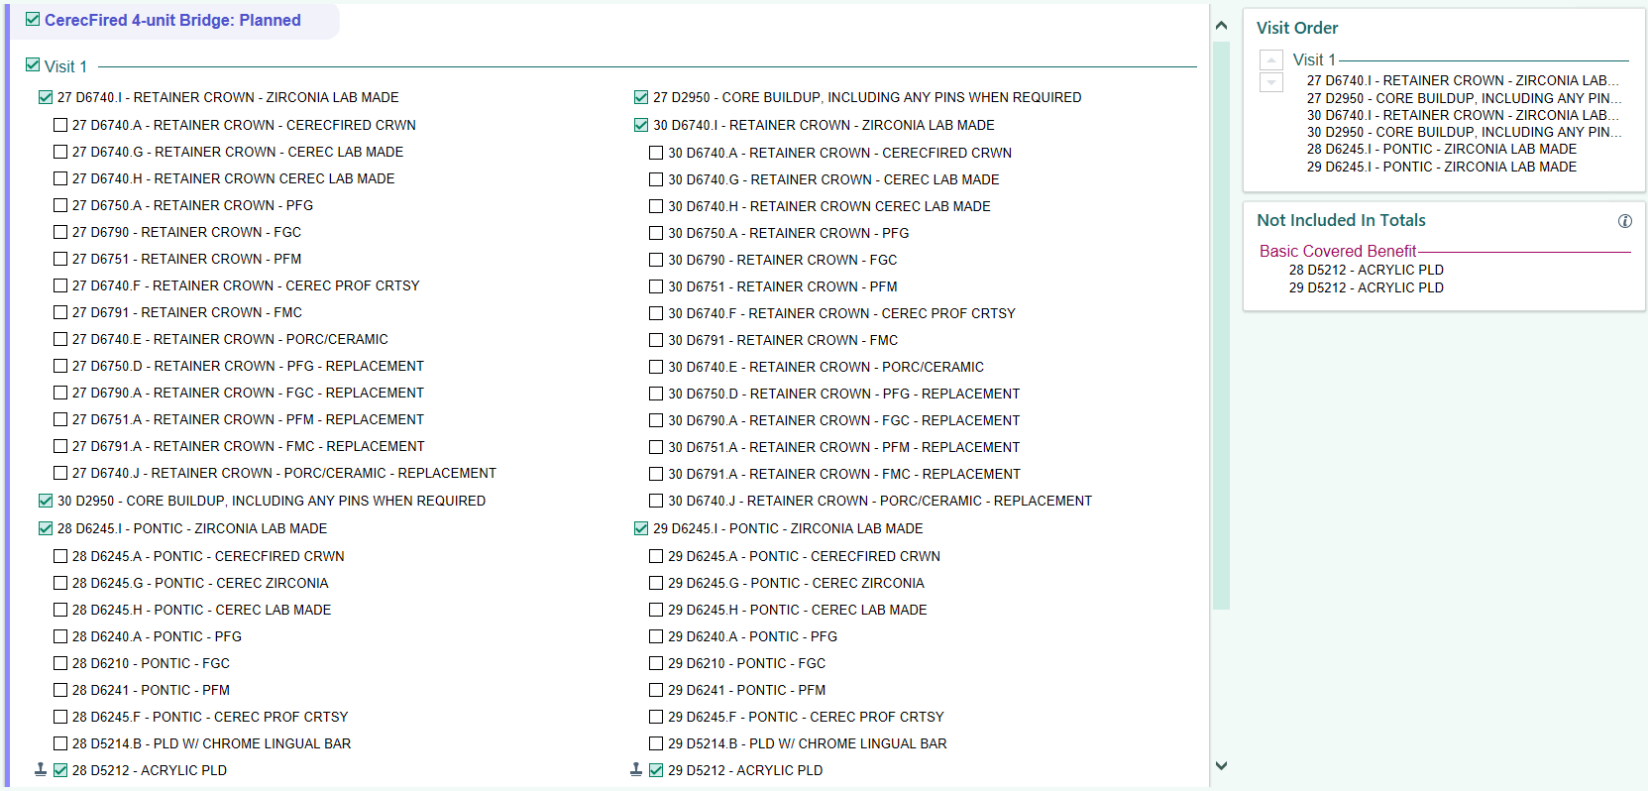 CerecFired 4-unit Bridge: Planned
Visit 1
27 D6740.I - RETAINER CROWN - ZIRCONIA LAB MADE
27 D6740.A - RETAINER CROWN - CERECFIRED CRWN
27 D6740.G - RETAINER CROWN - CEREC LAB MADE
27 D6740.H - RETAINER CROWN CEREC LAB MADE
27 D6750.A - RETAINER CROWN - PFG
27 D6790 - RETAINER CROWN - FGC
27 D6751 - RETAINER CROWN - PFM
27 D6740.F - RETAINER CROWN - CEREC PROF CRTSY
27 D6791 - RETAINER CROWN - FMC
27 D6740.E - RETAINER CROWN - PORC/CERAMIC
27 D6750.D - RETAINER CROWN - PFG - REPLACEMENT
27 D6790.A - RETAINER CROWN - FGC - REPLACEMENT
27 D6751.A - RETAINER CROWN - PFM - REPLACEMENT
27 D6791.A - RETAINER CROWN - FMC - REPLACEMENT
27 D6740.J - RETAINER CROWN - PORC/CERAMIC - REPLACEMENT
30 D2950 - CORE BUILDUP, INCLUDING ANY PINS WHEN REQUIRED
28 D6245.I - PONTIC - ZIRCONIA LAB MADE
28 D6245.A - PONTIC - CERECFIRED CRWN
28 D6245.G - PONTIC - CEREC ZIRCONIA
28 D6245.H - PONTIC - CEREC LAB MADE
28 D6240.A - PONTIC - PFG
28 D6210 - PONTIC - FGC
28 D6241 - PONTIC - PFM
28 D6245.F - PONTIC - CEREC PROF CRTSY
28 D5214.B - PLD W/ CHROME LINGUAL BAR
28 D5212 - ACRYLIC PLD
27 D2950 - CORE BUILDUP, INCLUDING ANY PINS WHEN REQUIRED
30 D6740.I - RETAINER CROWN - ZIRCONIA LAB MADE
30 D6740.A - RETAINER CROWN - CERECFIRED CRWN
30 D6740.G - RETAINER CROWN - CEREC LAB MADE
30 D6740.H - RETAINER CROWN CEREC LAB MADE
30 D6750.A - RETAINER CROWN - PFG
30 D6790 - RETAINER CROWN - FGC
30 D6751 - RETAINER CROWN - PFM
30 D6740.F - RETAINER CROWN - CEREC PROF CRTSY
30 D6791 - RETAINER CROWN - FMC
30 D6740.E - RETAINER CROWN - PORC/CERAMIC
30 D6750.D - RETAINER CROWN - PFG - REPLACEMENT
30 D6790.A - RETAINER CROWN - FGC - REPLACEMENT
30 D6751.A - RETAINER CROWN - PFM - REPLACEMENT
30 D6791.A - RETAINER CROWN - FMC - REPLACEMENT
30 D6740.J - RETAINER CROWN - PORC/CERAMIC - REPLACEMENT
29 D6245.I - PONTIC - ZIRCONIA LAB MADE
29 D6245.A - PONTIC - CERECFIRED CRWN
29 D6245.G - PONTIC - CEREC ZIRCONIA
29 D6245.H - PONTIC - CEREC LAB MADE
29 D6240.A - PONTIC - PFG
29 D6210 - PONTIC - FGC
29 D6241 - PONTIC - PFM
29 D6245.F - PONTIC - CEREC PROF CRTSY
29 D5214.B - PLD W/ CHROME LINGUAL BAR
29 D5212 - ACRYLIC PLD
Visit Order
Visit 1
27 D6740.I - RETAINER CROWN - ZIRCONIA LAB...
27 D2950 - CORE BUILDUP, INCLUDING ANY PIN...
30 D6740.I - RETAINER CROWN - ZIRCONIA LAB...
30 D2950 - CORE BUILDUP, INCLUDING ANY PIN...
28 D6245.I - PONTIC - ZIRCONIA LAB MADE
29 D6245.I - PONTIC - ZIRCONIA LAB MADE
Not Included In Totals
Basic Covered Benefit
28 D5212 - ACRYLIC PLD
29 D5212 - ACRYLIC PLD